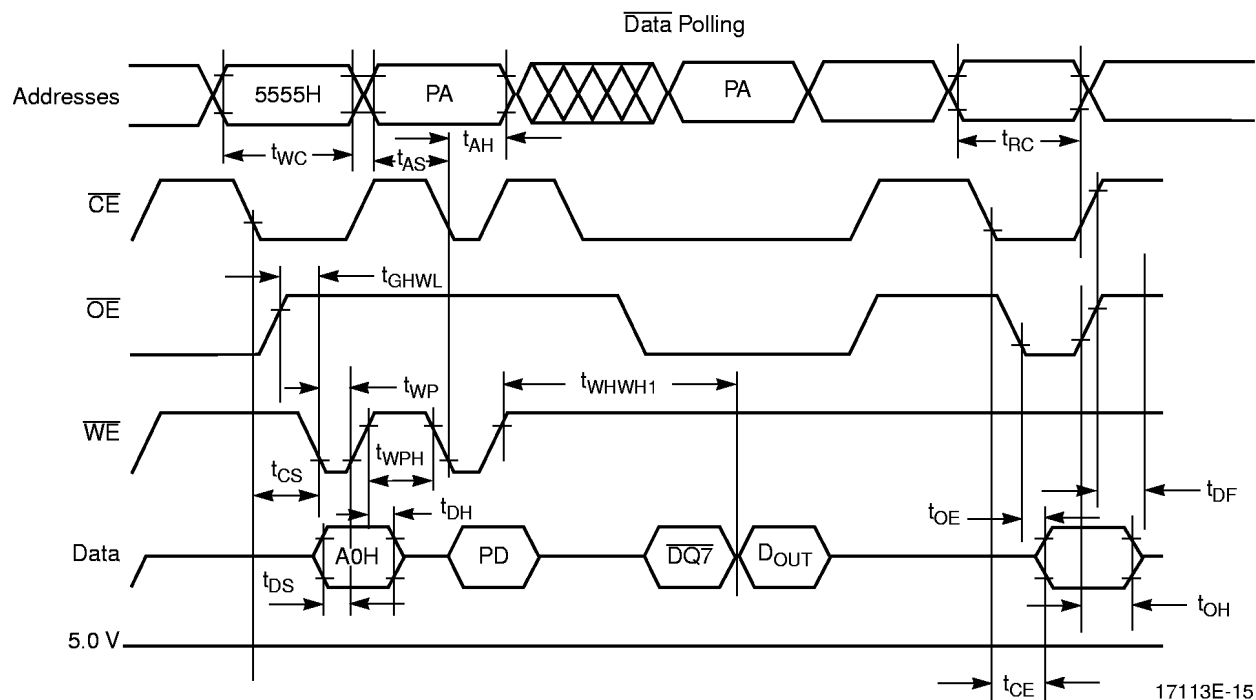 Data Polling
Addresses
5555H
PA
PA
tWC
tAS
tAH
tRC
CE
tGHWL
OE
tWP
tWHWH1
WE
tWPH
tCS
tDH
tOE
tDF
Data
A0H
PD
DQ7
DOUT
tDS
tOH
5.0 V
tCE
17113E-15